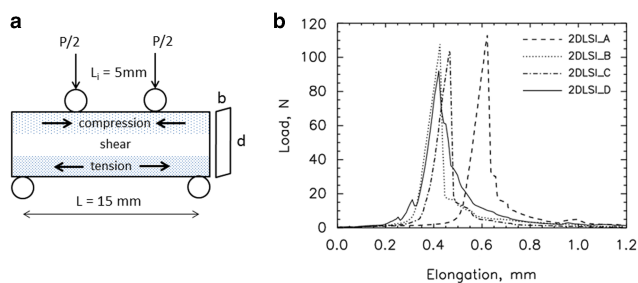 a
P/2 P/2
Lᵢ = 5mm
b
compression
shear
d
tension
L = 15 mm
b
120
100
80
60
40
20
0
Load, N
2DLSI_A
2DLSI_B
2DLSI_C
2DLSI_D
0.0 0.2 0.4 0.6 0.8 1.0 1.2
Elongation, mm